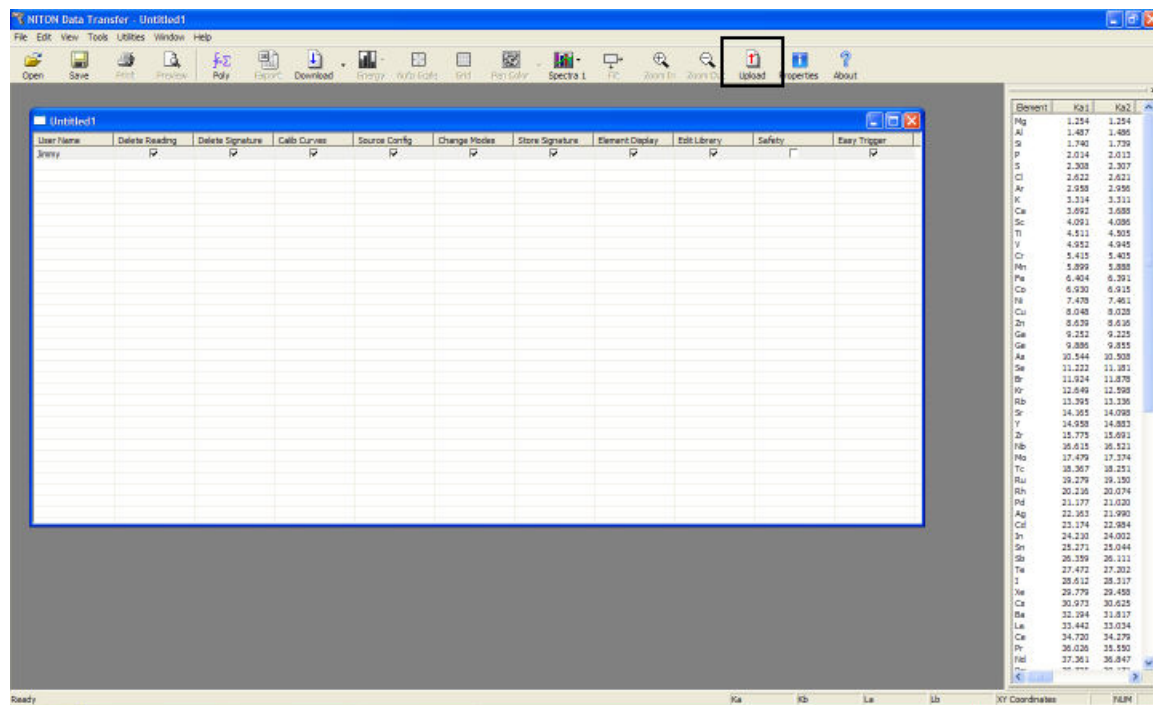 NITON Data Transfer - Untitled1
File Edit View Tools Utilities Window Help
Open Save Print Preview Poly Export Download Energy Auto Scale Grid Pen Color Spectra 1 Fit Zoom In Zoom Out Upload Properties About
Untitled1
User Name Delete Reading Delete Signature Calib Curves Source Config Change Modes Store Signature Element Display Edit Library Safety Easy Trigger
Jimmy
Element Ka1 Ka2
Mg 1.254 1.254
Al 1.487 1.486
Si 1.740 1.739
P 2.014 2.013
S 2.308 2.307
Cl 2.622 2.621
Ar 2.958 2.956
K 3.314 3.311
Ca 3.692 3.688
Sc 4.091 4.086
Ti 4.511 4.505
V 4.952 4.945
Cr 5.415 5.405
Mn 5.899 5.888
Fe 6.404 6.391
Co 6.930 6.915
Ni 7.478 7.461
Cu 8.048 8.028
Zn 8.639 8.616
Ga 9.252 9.225
Ge 9.886 9.855
As 10.544 10.508
Se 11.222 11.181
Br 11.924 11.878
Kr 12.649 12.598
Rb 13.395 13.336
Sr 14.165 14.098
Y 14.958 14.883
Zr 15.775 15.691
Nb 16.615 16.521
Mo 17.479 17.374
Tc 18.367 18.251
Ru 19.279 19.150
Rh 20.216 20.074
Pd 21.177 21.020
Ag 22.163 21.990
Cd 23.174 22.984
In 24.210 24.002
Sn 25.271 25.044
Sb 26.359 26.111
Te 27.472 27.202
I 28.612 28.317
Xe 29.779 29.458
Cs 30.973 30.625
Ba 32.194 31.817
La 33.442 33.034
Ce 34.720 34.279
Pr 36.026 35.550
Nd 37.361 36.847
Ready Ka Kb La Lb XY Coordinates NUM